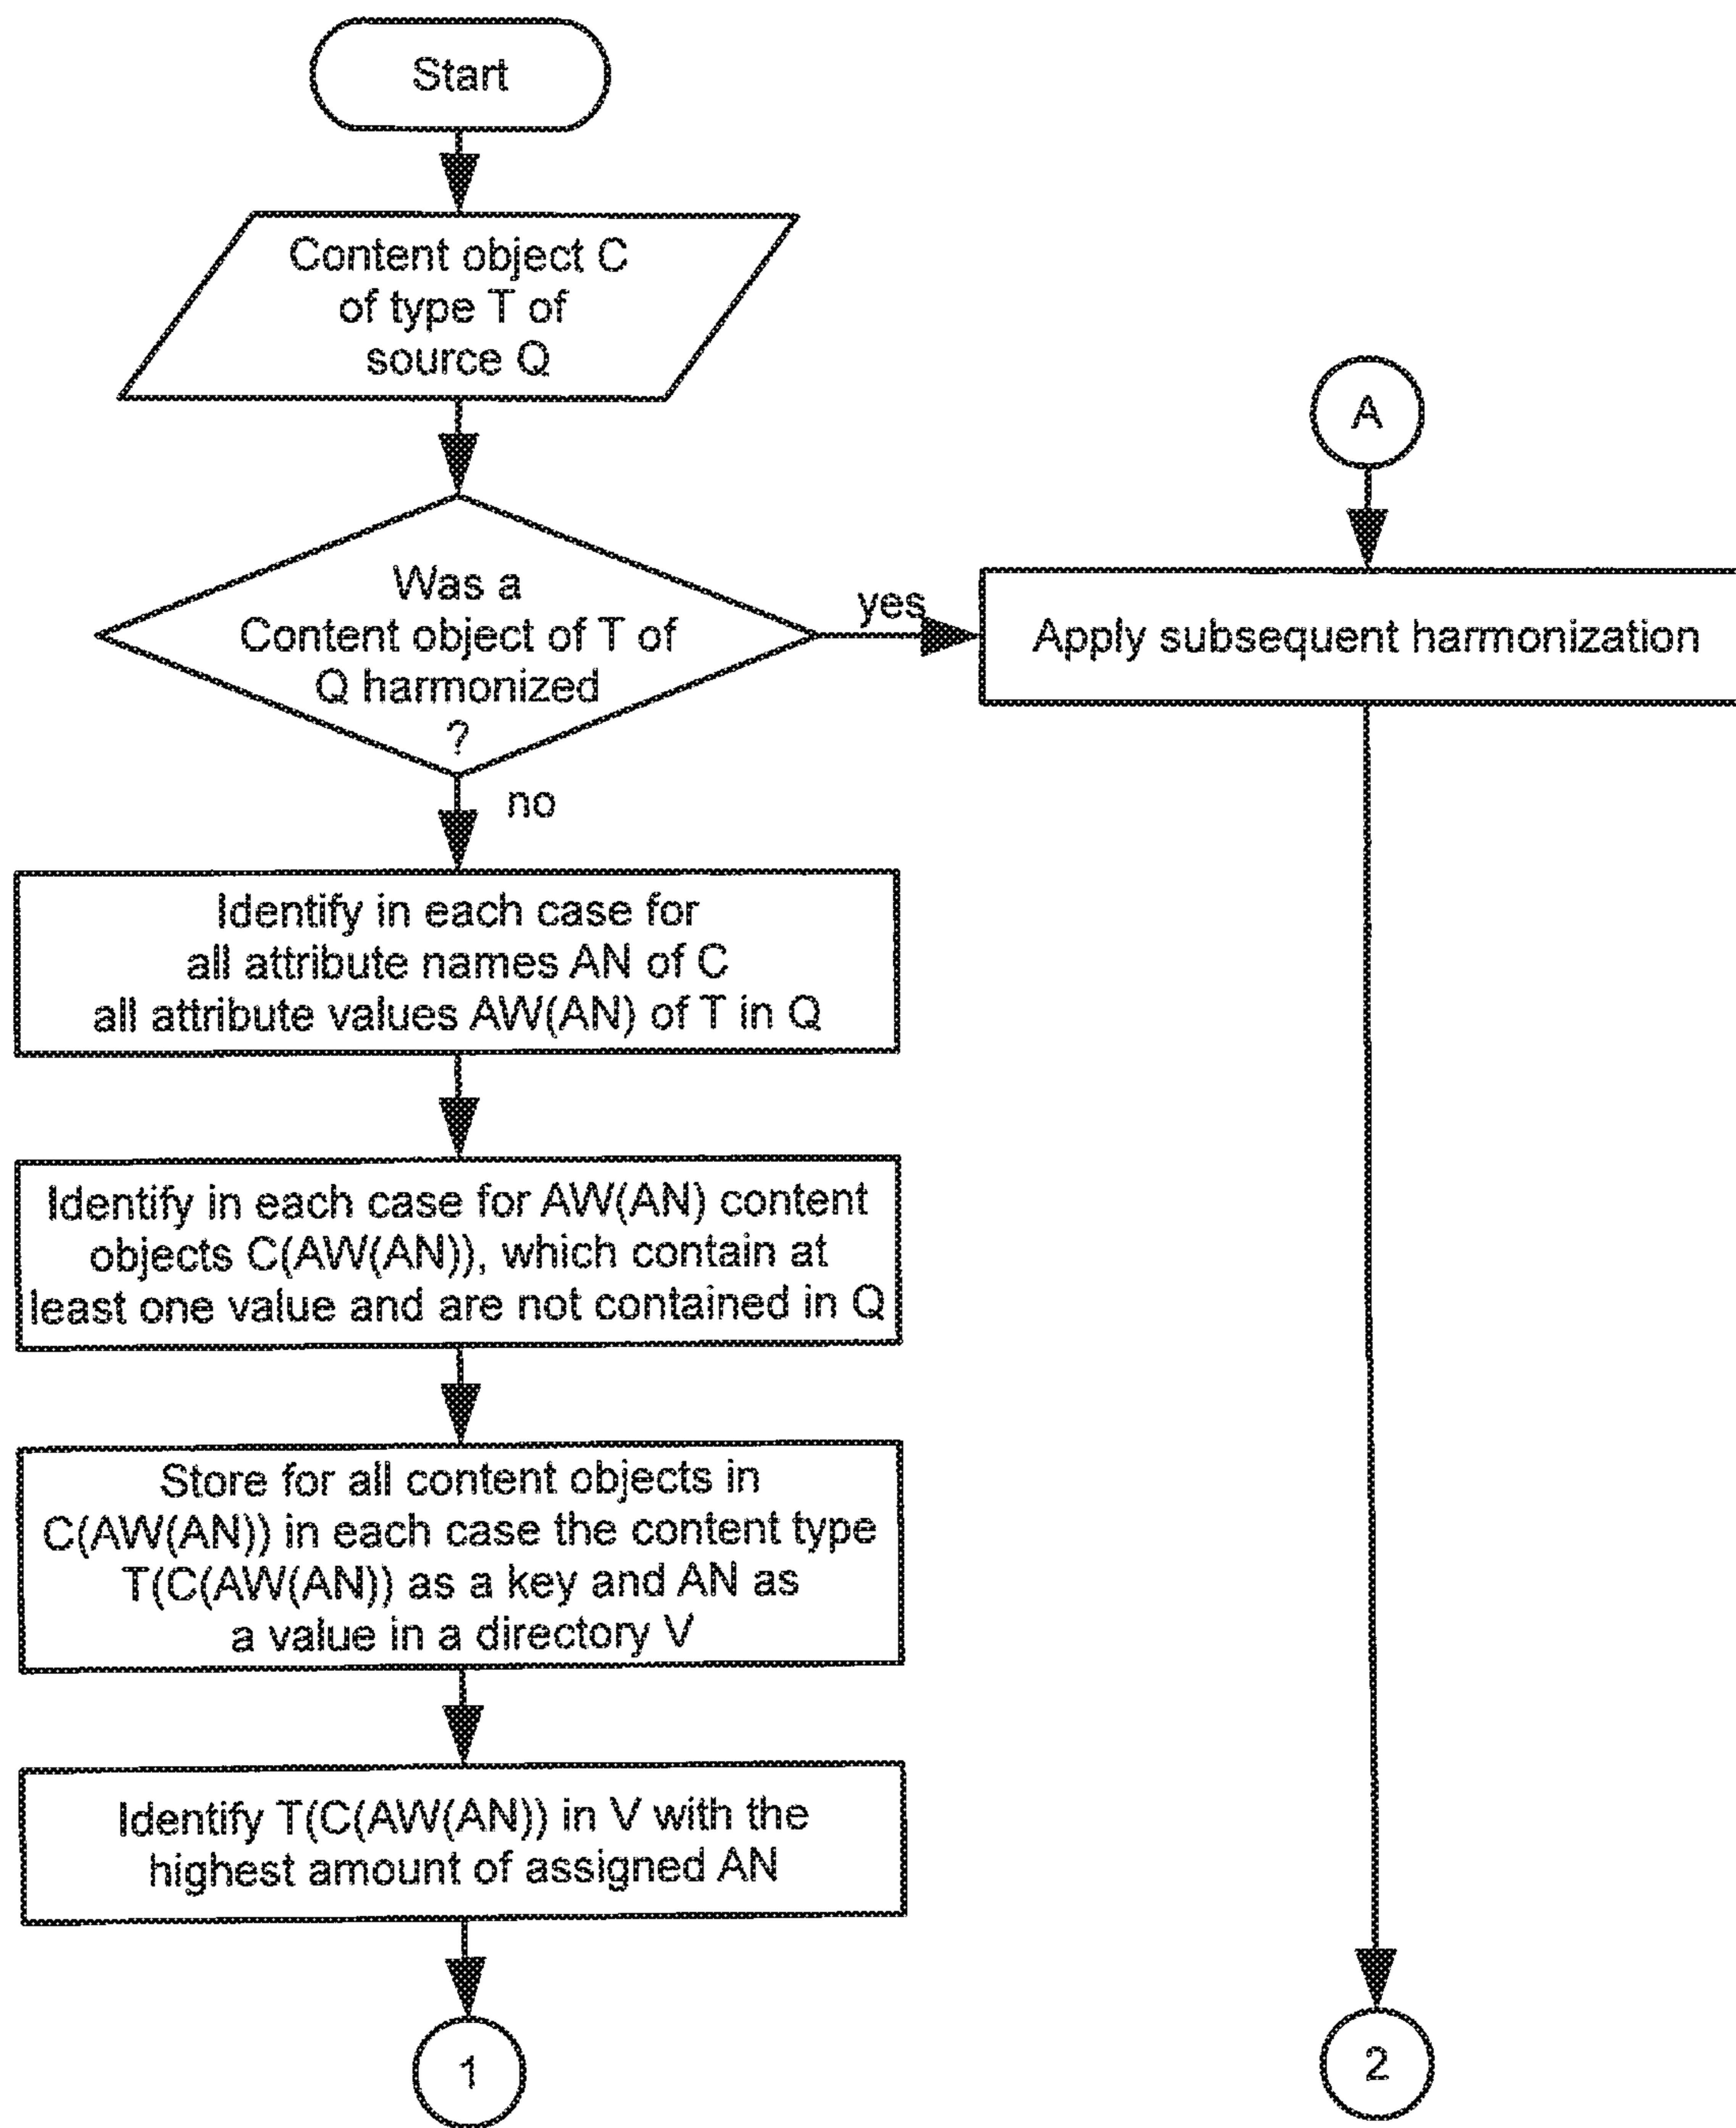 Start
Content object C
of type T of
source Q
Was a
Content object of T of
Q harmonized
?
yes
no
A
Apply subsequent harmonization
Identify in each case for
all attribute names AN of C
all attribute values AW(AN) of T in Q
Identify in each case for AW(AN) content
objects C(AW(AN)), which contain at
least one value and are not contained in Q
Store for all content objects in
C(AW(AN)) in each case the content type
T(C(AW(AN)) as a key and AN as
a value in a directory V
Identify T(C(AW(AN)) in V with the
highest amount of assigned AN
1
2